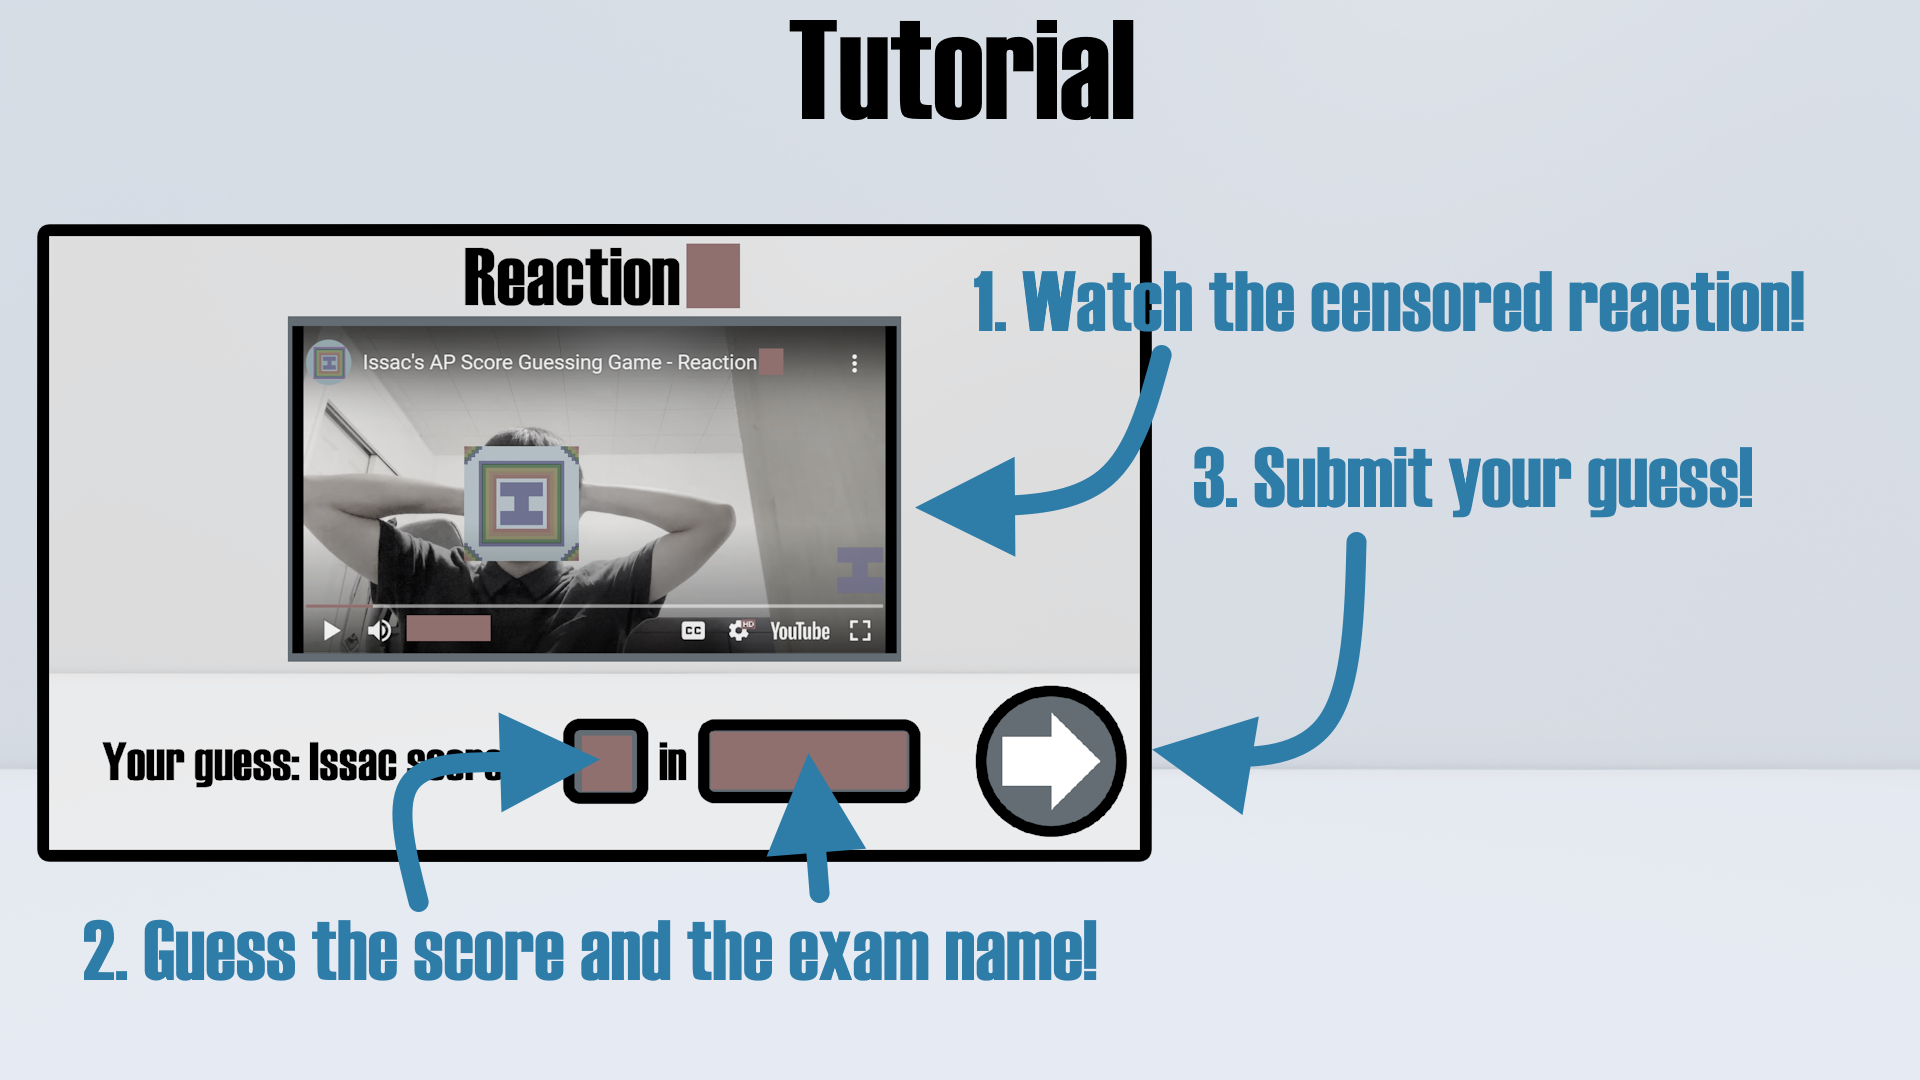 Tutorial
Reaction
1. Watch the censored reaction!
Issac's AP Score Guessing Game - Reaction
3. Submit your guess!
CC
HD
YouTube
Your guess: Issac
in
2. Guess the score and the exam name!